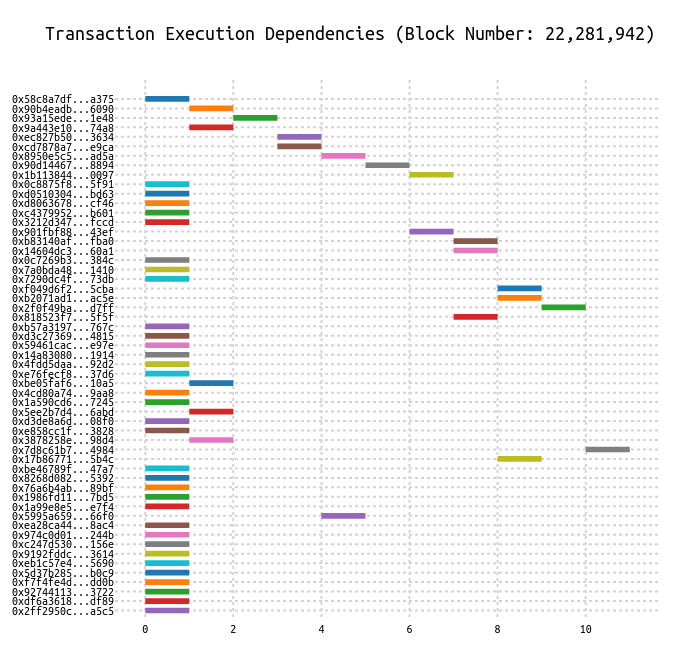 Transaction Execution Dependencies (Block Number: 22,281,942)
0x58c8a7df...a375
0x90b4eadb...6090
0x93a15ede...1e48
0x9a443e10...74a8
0xec827b50...3634
0xcd7878a7...e9ca
0x8950e5c5...ad5a
0x90d14467...8894
0x1b113844...0097
0x0c8875f8...5f91
0xd0510304...bd63
0xd8063678...cf46
0xc4379952...b601
0x3212d347...fccd
0x901fbf88...43ef
0xb83140af...fba0
0x14604dc3...60a1
0x0c7269b3...384c
0x7a0bda48...1410
0x7290dc4f...73db
0xf049d6f2...5cba
0xb2071ad1...ac5e
0x2f0f49ba...d7ff
0x818523f7...5f5f
0xb57a3197...767c
0xd3c27369...4815
0x59461cac...e97e
0x14a83080...1914
0x4fdd5daa...92d2
0xe76fecf8...37d6
0xbe05faf6...10a5
0x4cd80a74...9aa8
0x1a590cd6...7245
0x5ee2b7d4...6abd
0xd3de8a6d...08f0
0xe858cc1f...3828
0x3878258e...98d4
0x7d8c61b7...4984
0x17b86771...5b4c
0xbe46789f...47a7
0x8268d082...5392
0x76a6b4ab...89bf
0x1986fd11...7bd5
0x1a99e8e5...e7f4
0x5995a659...66f0
0xea28ca44...8ac4
0x974c0d01...244b
0xc247d530...156e
0x9192fddc...3614
0xeb1c57e4...5690
0x5d37b285...b0c9
0xf7f4fe4d...dd0b
0x92744113...3722
0xdf6a3618...df89
0x2ff2950c...a5c5
0 2 4 6 8 10